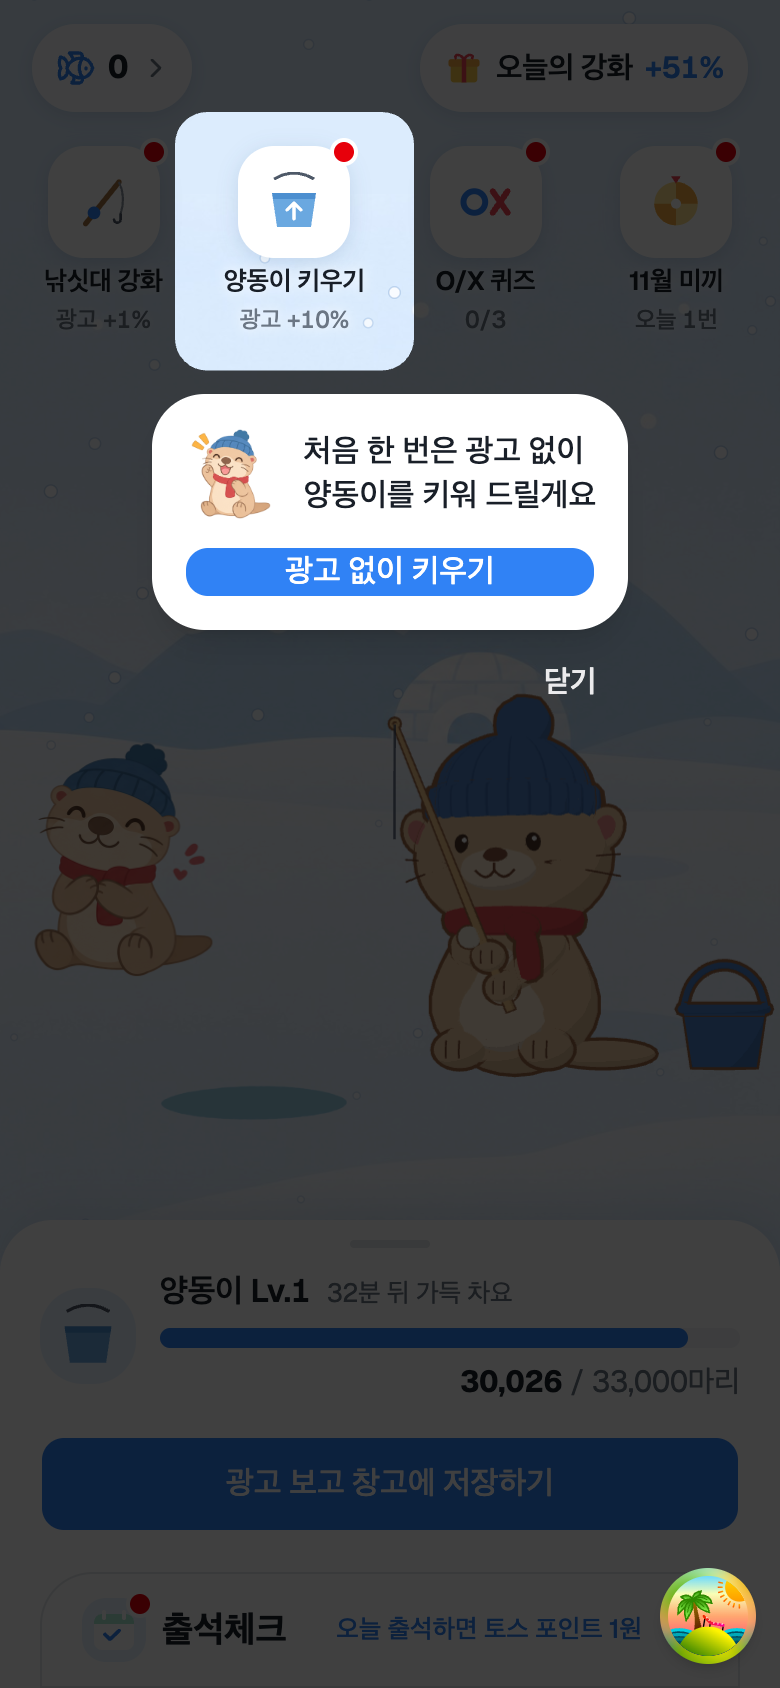 0
오늘의 강화 +51%
낚싯대 강화
광고 +1%
양동이 키우기
광고 +10%
OX
O/X 퀴즈
0/3
11월 미끼
오늘 1번
처음 한 번은 광고 없이
양동이를 키워 드릴게요
광고 없이 키우기
닫기
양동이 Lv.1 32분 뒤 가득 차요
30,026 / 33,000마리
광고 보고 창고에 저장하기
출석체크 오늘 출석하면 토스 포인트 1원